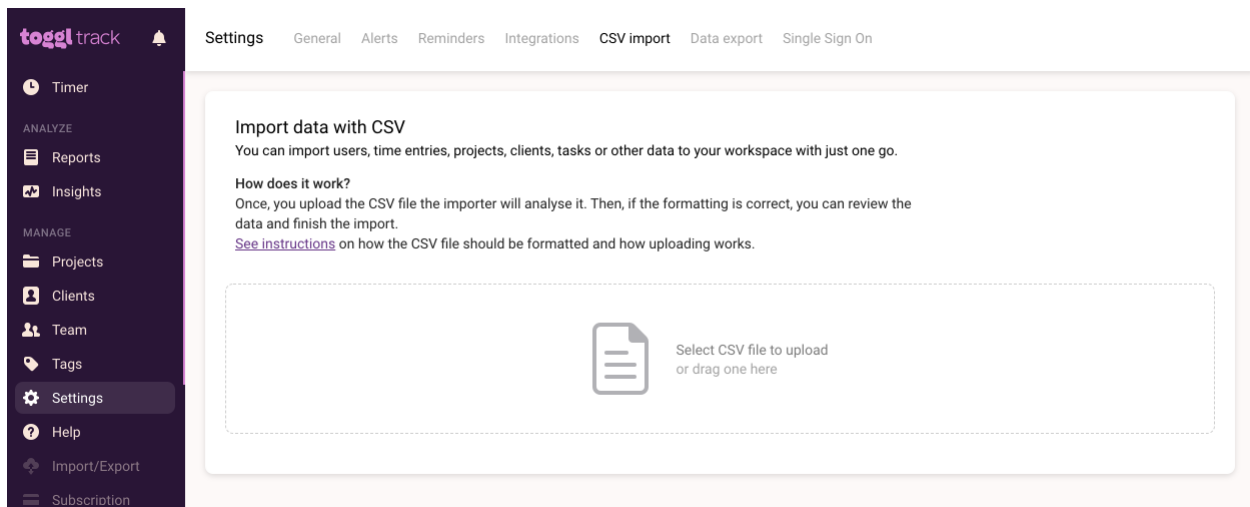 toggl track
Timer
ANALYZE
Reports
Insights
MANAGE
Projects
Clients
Team
Tags
Settings
Help
Import/Export
Subscription
Settings General Alerts Reminders Integrations CSV import Data export Single Sign On
Import data with CSV
You can import users, time entries, projects, clients, tasks or other data to your workspace with just one go.
How does it work?
Once, you upload the CSV file the importer will analyse it. Then, if the formatting is correct, you can review the
data and finish the import.
See instructions on how the CSV file should be formatted and how uploading works.
Select CSV file to upload
or drag one here